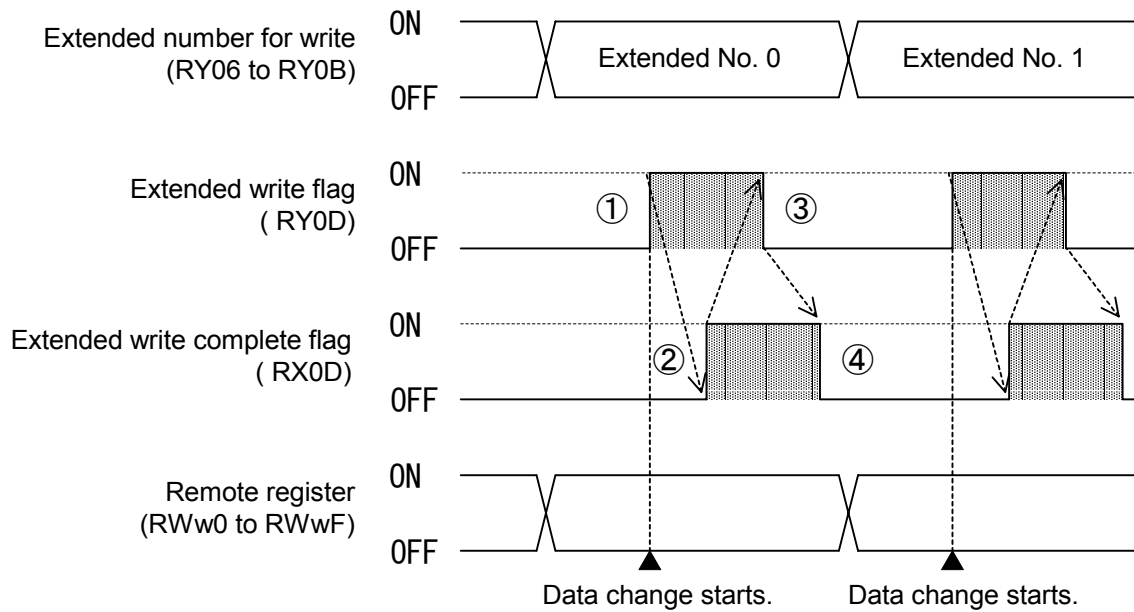 Extended number for write
(RY06 to RY0B)
ON
OFF
Extended No. 0
Extended No. 1
Extended write flag
( RY0D)
ON
OFF
①
③
Extended write complete flag
( RX0D)
ON
OFF
②
④
Remote register
(RWw0 to RWwF)
ON
OFF
Data change starts.
Data change starts.